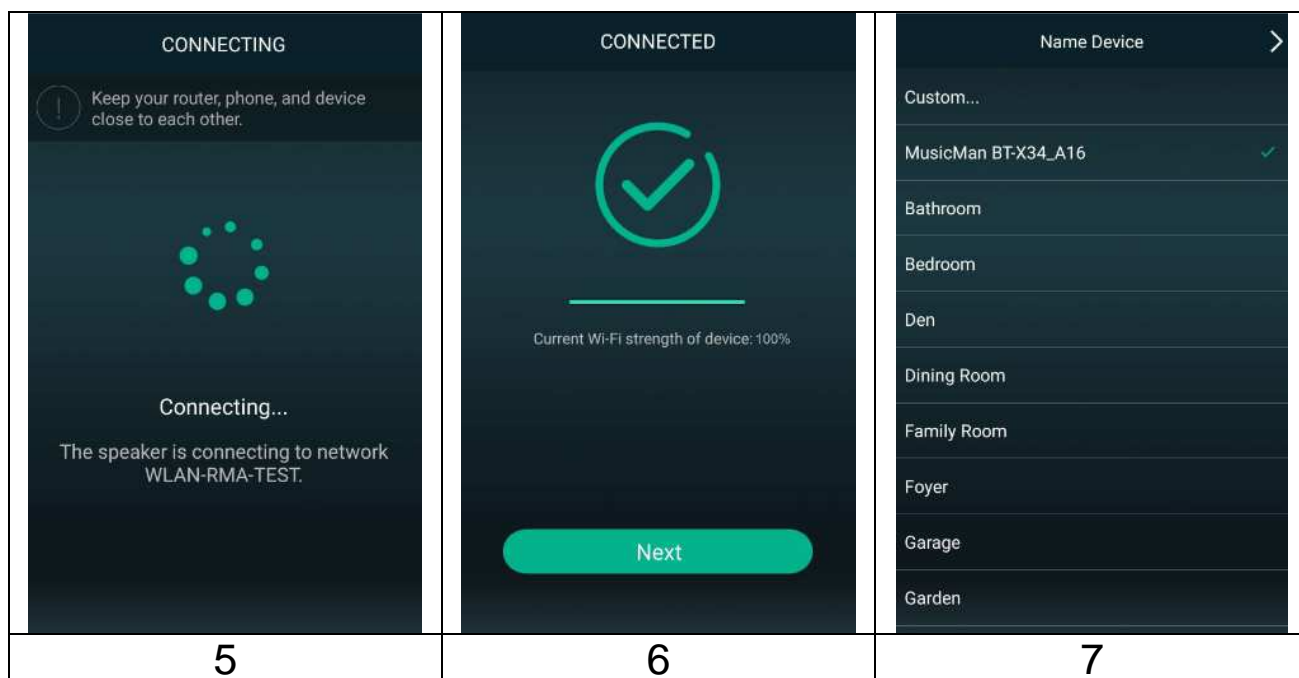 CONNECTING
!
Keep your router, phone, and device
close to each other.
Connecting...
The speaker is connecting to network
WLAN-RMA-TEST.
5
CONNECTED
Current Wi-Fi strength of device: 100%
Next
6
Name Device
Custom...
MusicMan BT-X34_A16
Bathroom
Bedroom
Den
Dining Room
Family Room
Foyer
Garage
Garden
7